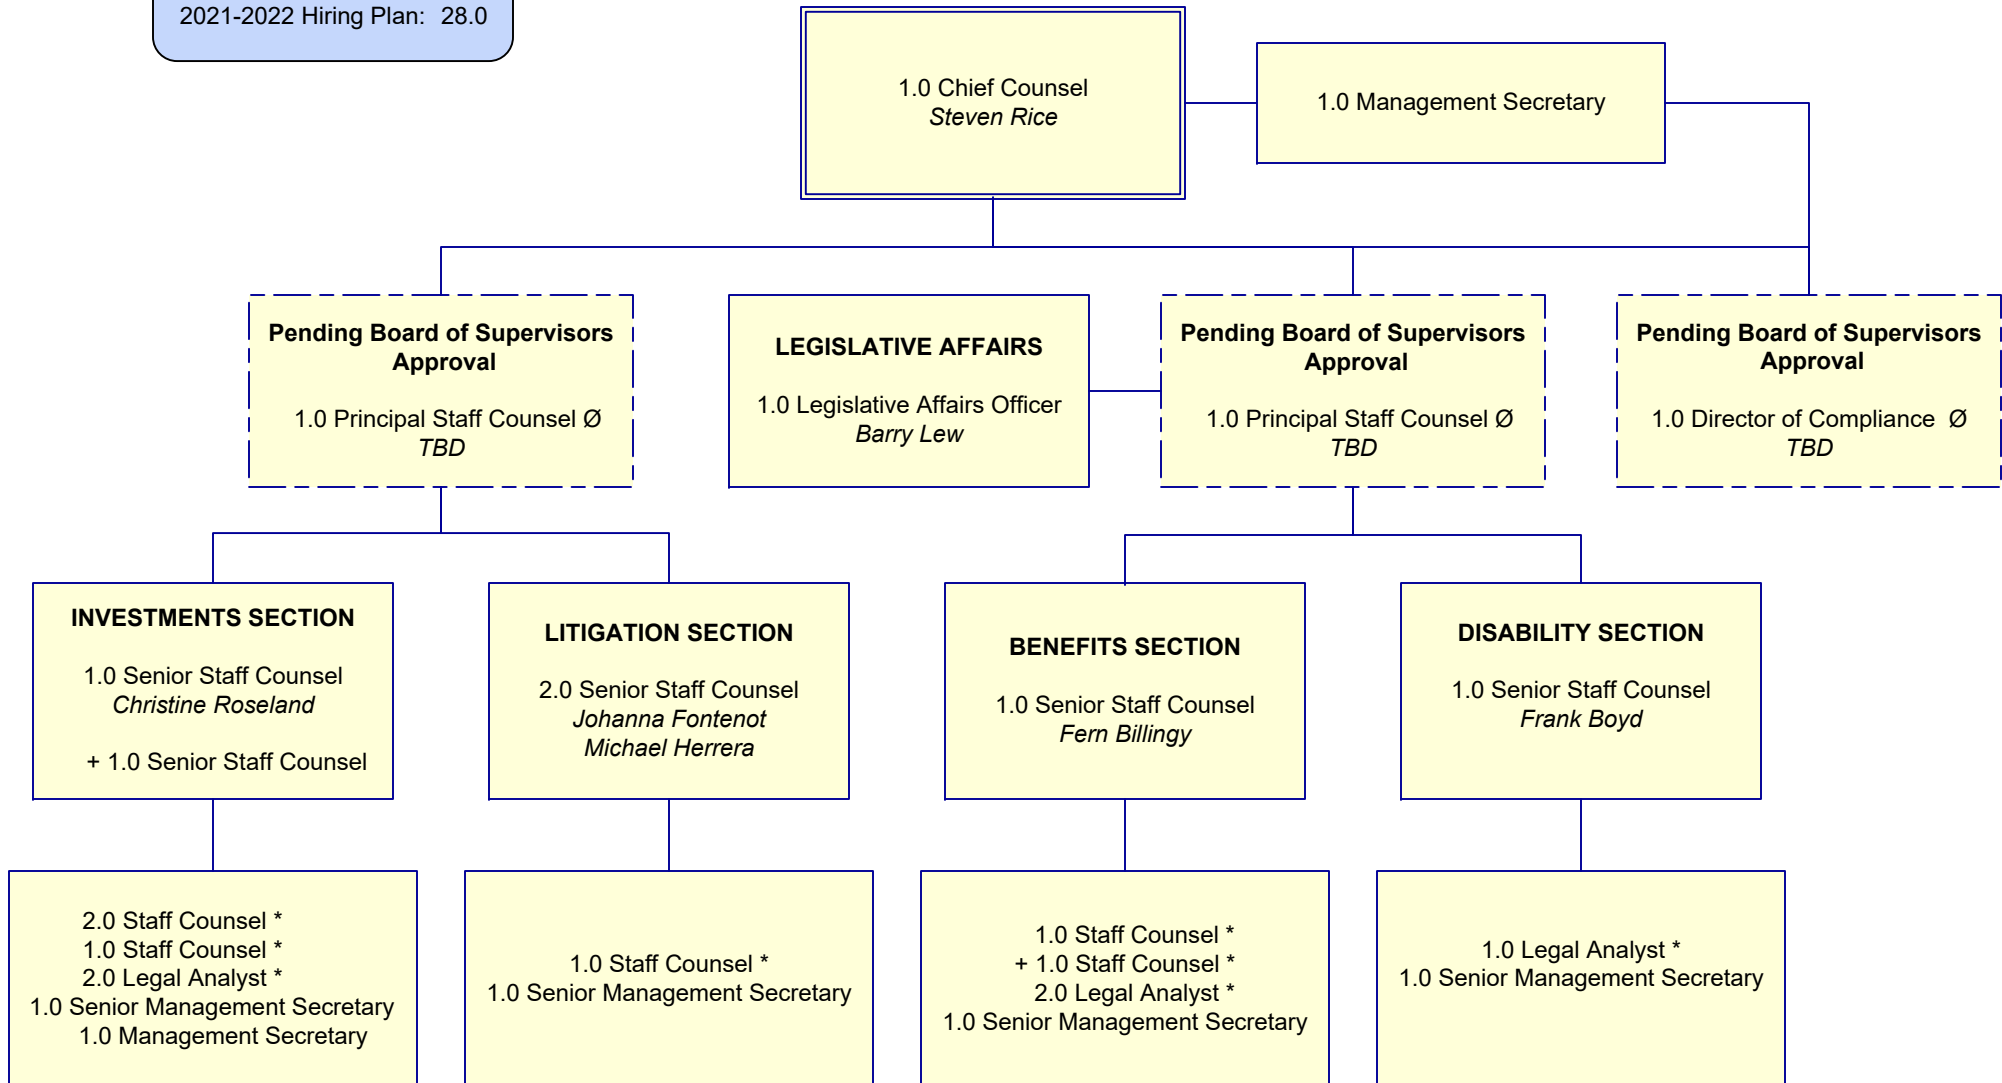 2021-2022 Hiring Plan: 28.0
1.0 Chief Counsel
Steven Rice
1.0 Management Secretary
Pending Board of Supervisors
Approval
1.0 Principal Staff Counsel Ø
TBD
LEGISLATIVE AFFAIRS
1.0 Legislative Affairs Officer
Barry Lew
Pending Board of Supervisors
Approval
1.0 Principal Staff Counsel Ø
TBD
Pending Board of Supervisors
Approval
1.0 Director of Compliance Ø
TBD
INVESTMENTS SECTION
1.0 Senior Staff Counsel
Christine Roseland
+ 1.0 Senior Staff Counsel
LITIGATION SECTION
2.0 Senior Staff Counsel
Johanna Fontenot
Michael Herrera
BENEFITS SECTION
1.0 Senior Staff Counsel
Fern Billingy
DISABILITY SECTION
1.0 Senior Staff Counsel
Frank Boyd
2.0 Staff Counsel *
1.0 Staff Counsel *
2.0 Legal Analyst *
1.0 Senior Management Secretary
1.0 Management Secretary
1.0 Staff Counsel *
1.0 Senior Management Secretary
1.0 Staff Counsel *
+ 1.0 Staff Counsel *
2.0 Legal Analyst *
1.0 Senior Management Secretary
1.0 Legal Analyst *
1.0 Senior Management Secretary